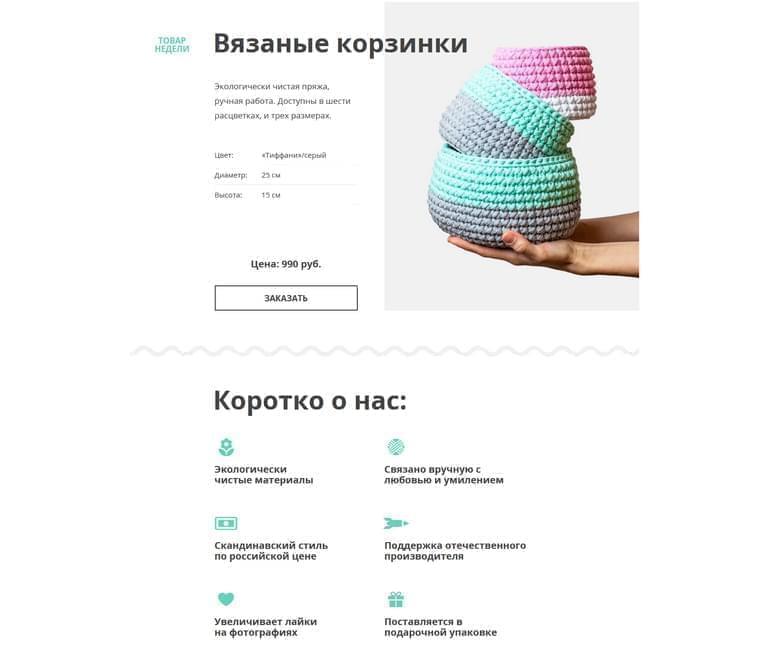 ТОВАР
НЕДЕЛИ
Вязаные корзинки
Экологически чистая пряжа,
ручная работа. Доступны в шести
расцветках, и трех размерах.
Цвет: «Тиффани»/серый
Диаметр: 25 см
Высота: 15 см
Цена: 990 руб.
ЗАКАЗАТЬ
Коротко о нас:
Экологически
чистые материалы
Связано вручную с
любовью и умилением
Скандинавский стиль
по российской цене
Поддержка отечественного
производителя
Увеличивает лайки
на фотографиях
Поставляется в
подарочной упаковке